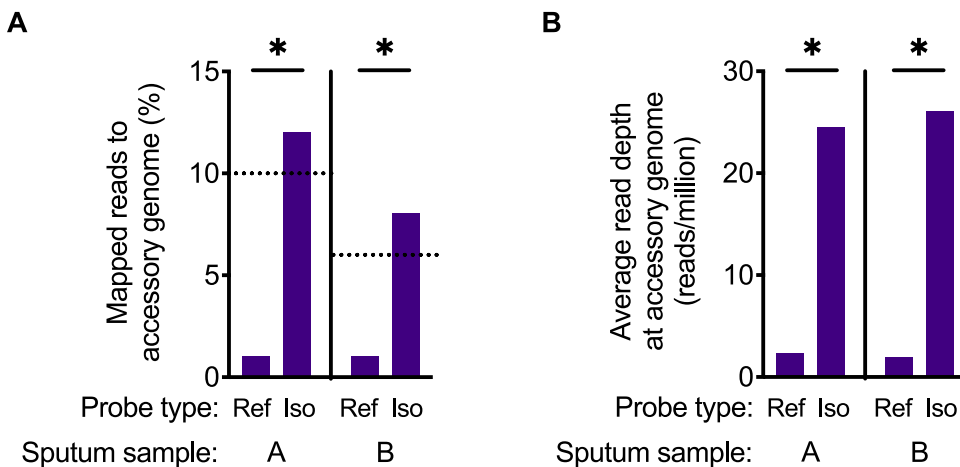 A
Mapped reads to
accessory genome (%)
* *
15
10
5
0
Probe type: Ref Iso Ref Iso
Sputum sample: A B
B
Average read depth
at accessory genome
(reads/million)
* *
30
20
10
0
Probe type: Ref Iso Ref Iso
Sputum sample: A B